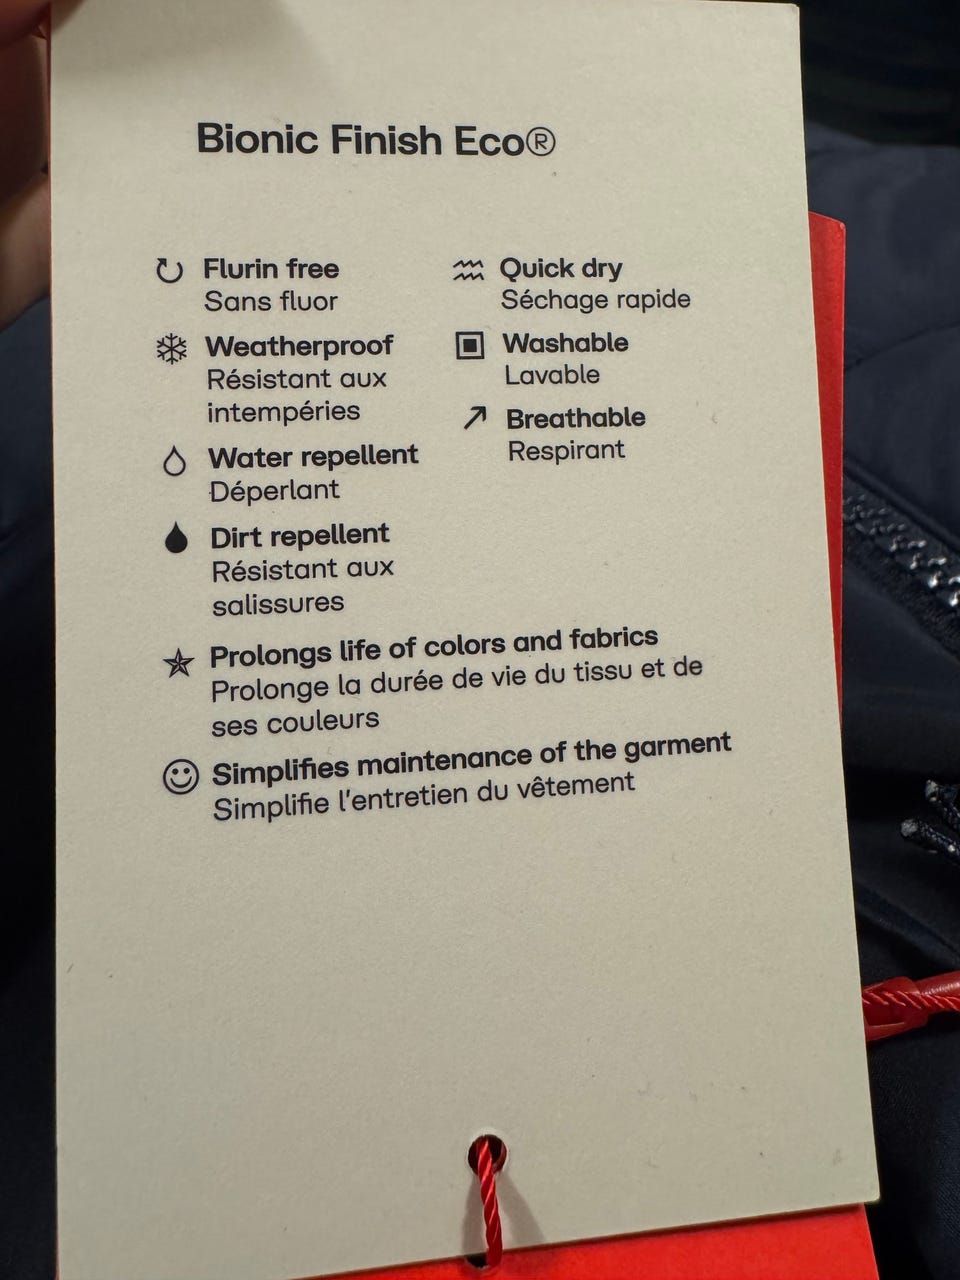 Bionic Finish Eco®
Flurin free
Sans fluor
Weatherproof
Résistant aux
intempéries
Water repellent
Déperlant
Dirt repellent
Résistant aux
salissures
Quick dry
Séchage rapide
Washable
Lavable
Breathable
Respirant
Prolongs life of colors and fabrics
Prolonge la durée de vie du tissu et de
ses couleurs
Simplifies maintenance of the garment
Simplifie l'entretien du vêtement